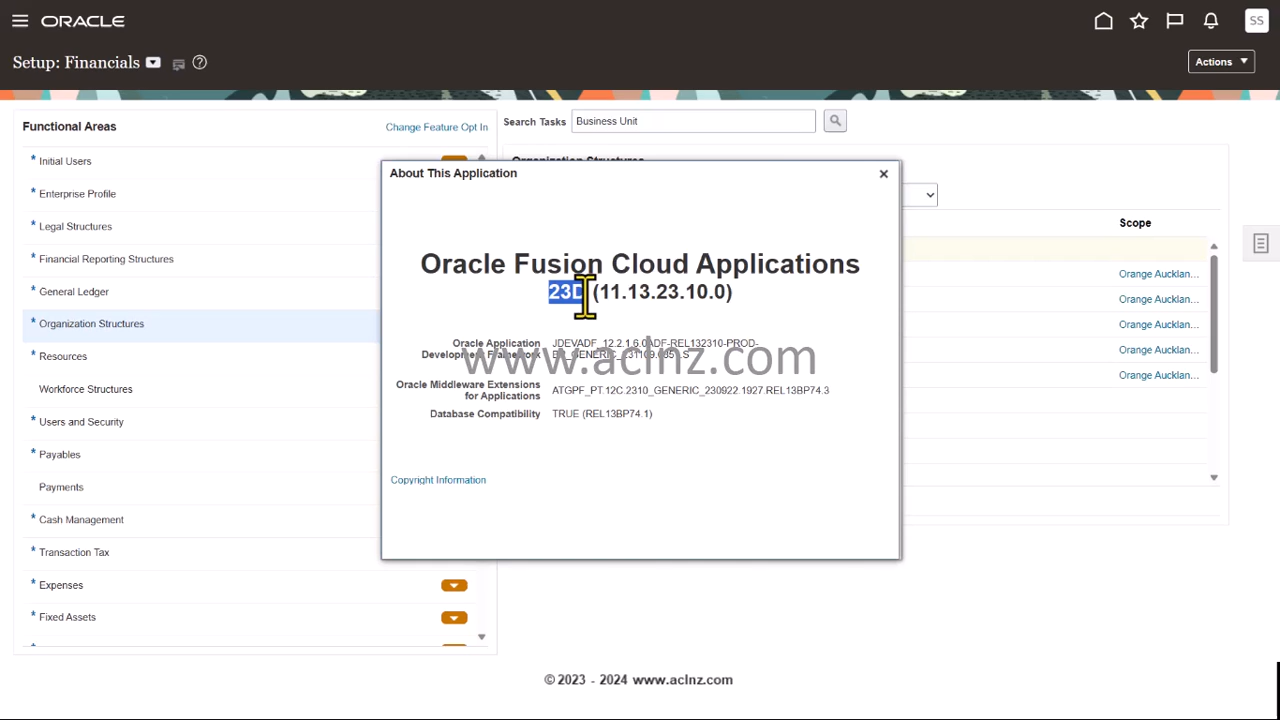 ORACLE
SS
Setup: Financials
Actions
Functional Areas
Change Feature Opt In
Search Tasks Business Unit
* Initial Users
* Enterprise Profile
* Legal Structures
* Financial Reporting Structures
* General Ledger
* Organization Structures
* Resources
Workforce Structures
* Users and Security
* Payables
Payments
* Cash Management
* Transaction Tax
* Expenses
* Fixed Assets
Organization Structures
About This Application
Oracle Fusion Cloud Applications
23D (11.13.23.10.0)
Oracle Application
Development Framework
JDEVADF_12.2.1.6.0ADF-REL132310-PROD-
www.aclnz.com
Oracle Middleware Extensions
for Applications
ATGPF_PT.12C.2310_GENERIC_230922.1927.REL13BP74.3
Database Compatibility TRUE (REL13BP74.1)
Copyright Information
Scope
Orange Aucklan...
Orange Aucklan...
Orange Aucklan...
Orange Aucklan...
Orange Aucklan...
© 2023 - 2024 www.aclnz.com